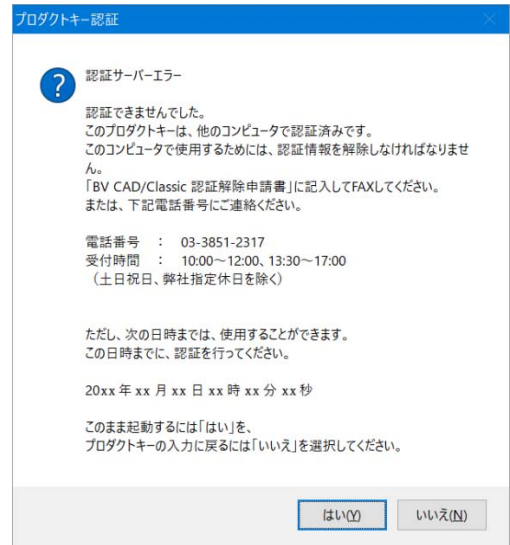 プロダクトキー認証
認証サーバーエラー
認証できませんでした。
このプロダクトキーは、他のコンピュータで認証済みです。
このコンピュータで使用するためには、認証情報を解除しなければなりませ
ん。
「BV CAD/Classic 認証解除申請書」に記入してFAXしてください。
または、下記電話番号にご連絡ください。
電話番号 : 03-3851-2317
受付時間 : 10:00～12:00、13:30～17:00
（土日祝日、弊社指定休日を除く）
ただし、次の日時までは、使用することができます。
この日時までに、認証を行ってください。
20xx 年 xx 月 xx 日 xx 時 xx 分 xx 秒
このまま起動するには「はい」を、
プロダクトキーの入力に戻るには「いいえ」を選択してください。
はい(Y) いいえ(N)